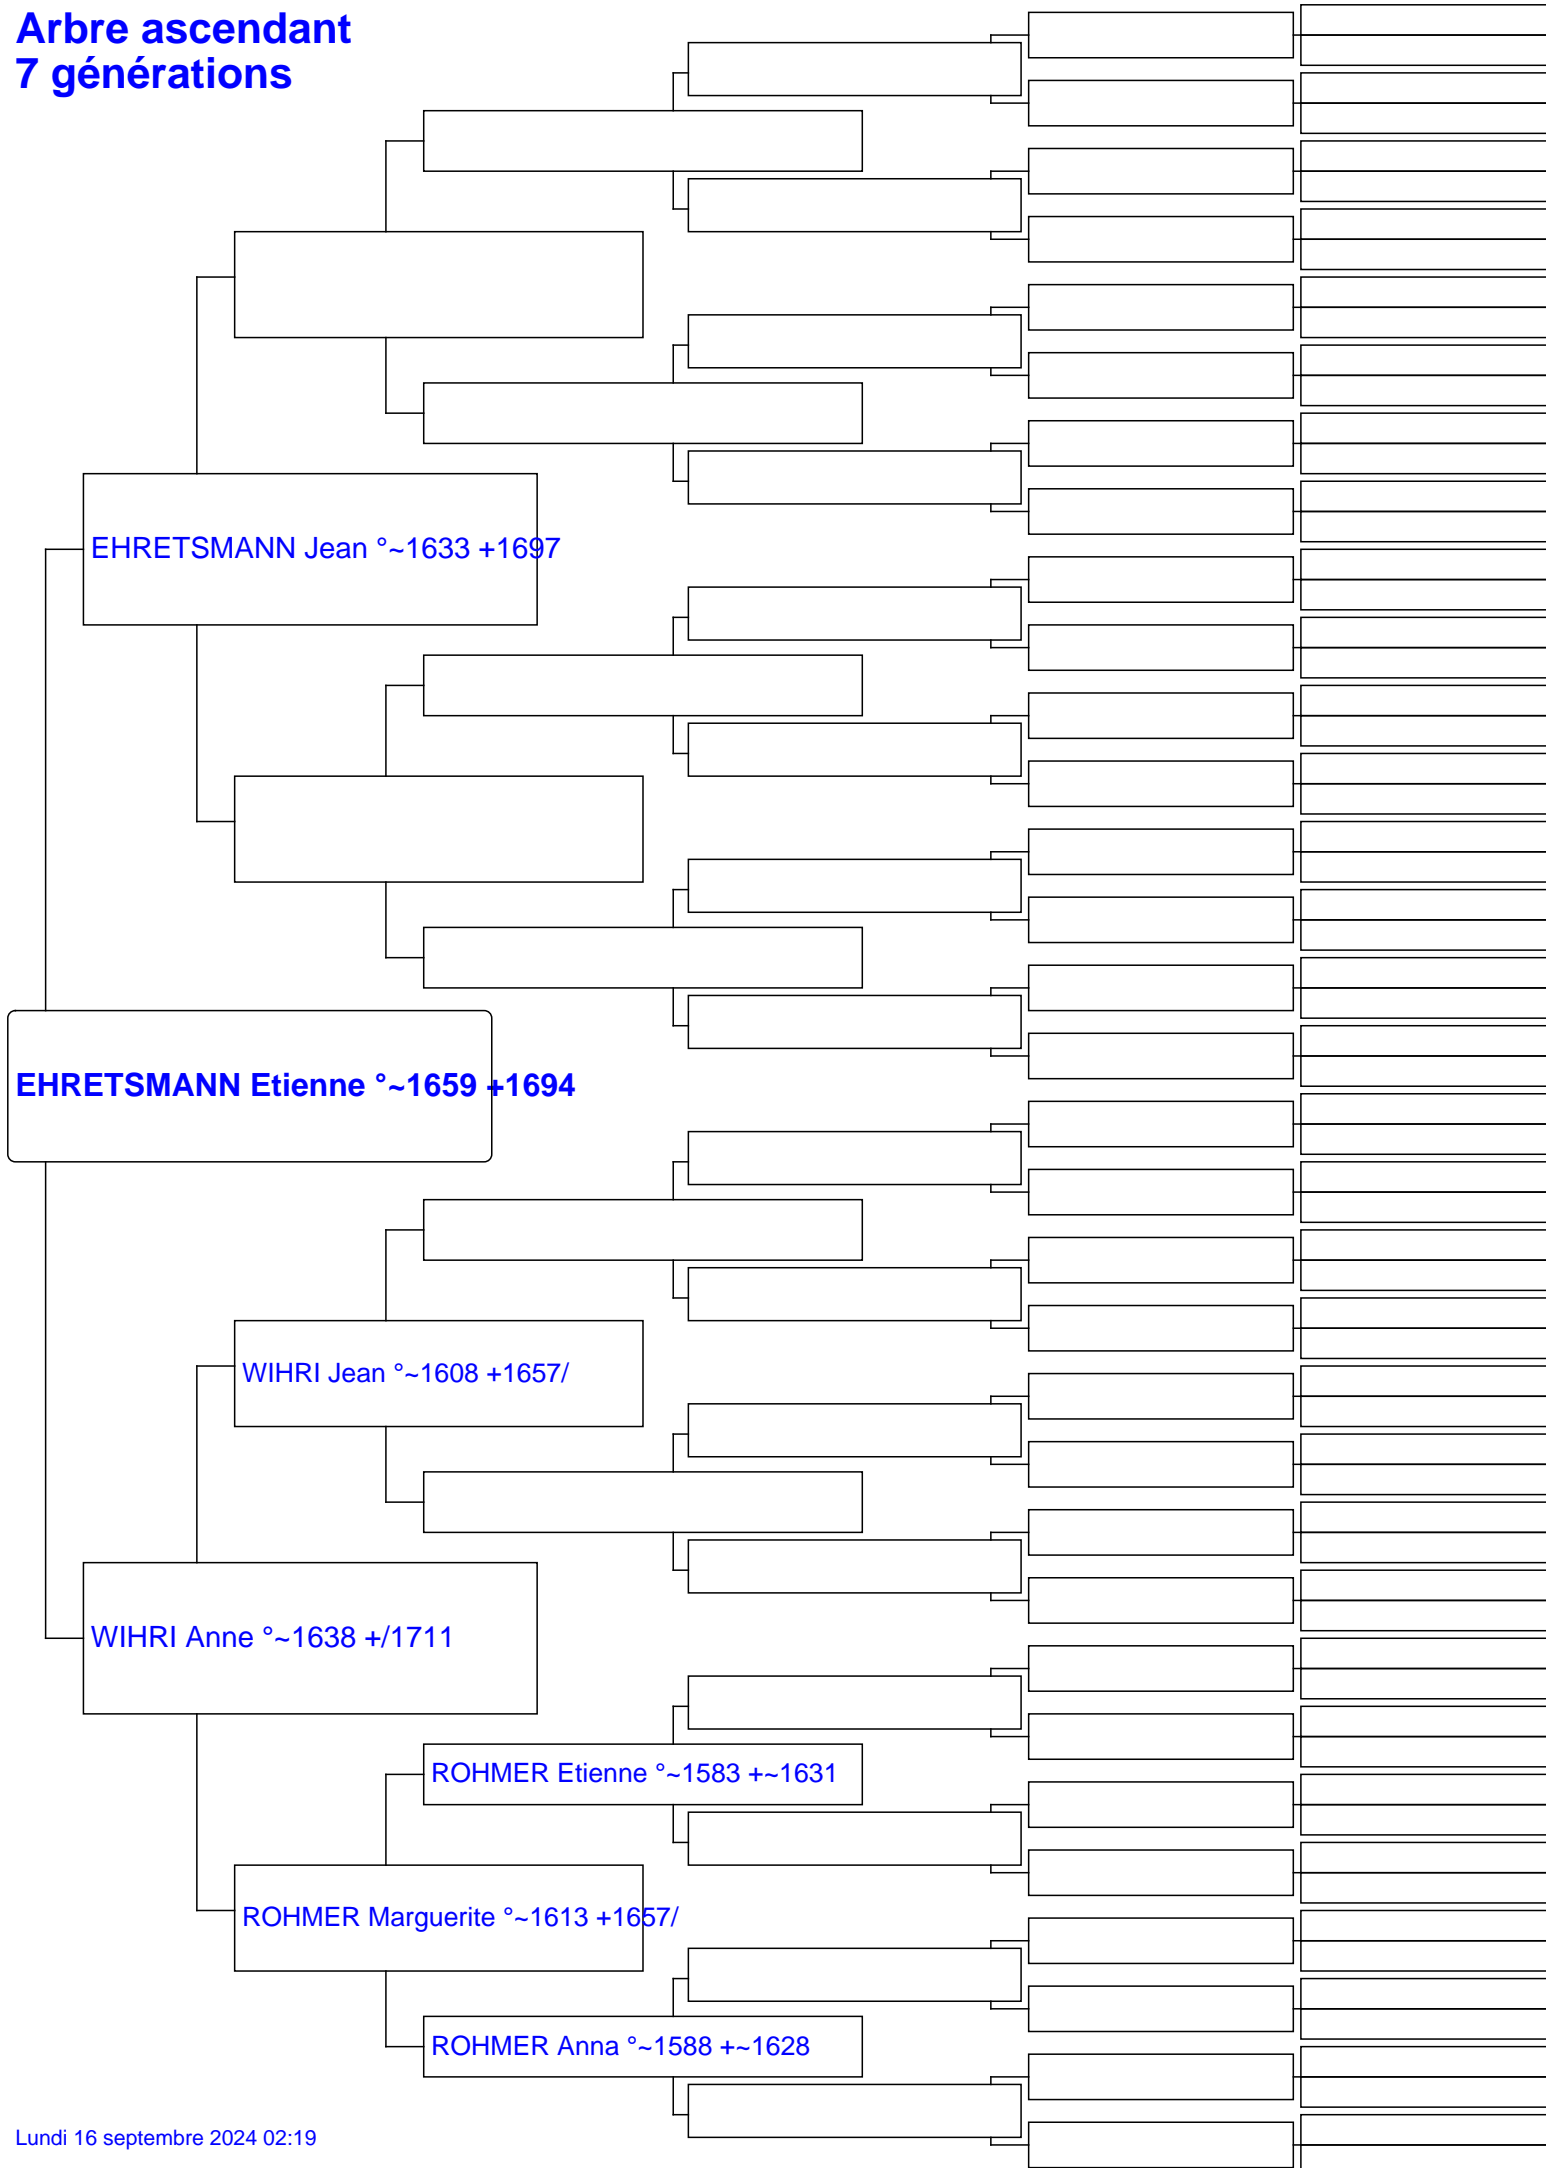 Arbre ascendant
7 générations
EHRETSMANN Jean °~1633 +1697
EHRETSMANN Etienne °~1659 +1694
WIHRI Jean °~1608 +1657/
WIHRI Anne °~1638 +/1711
ROHMER Etienne °~1583 +~1631
ROHMER Marguerite °~1613 +1657/
ROHMER Anna °~1588 +~1628
Lundi 16 septembre 2024 02:19